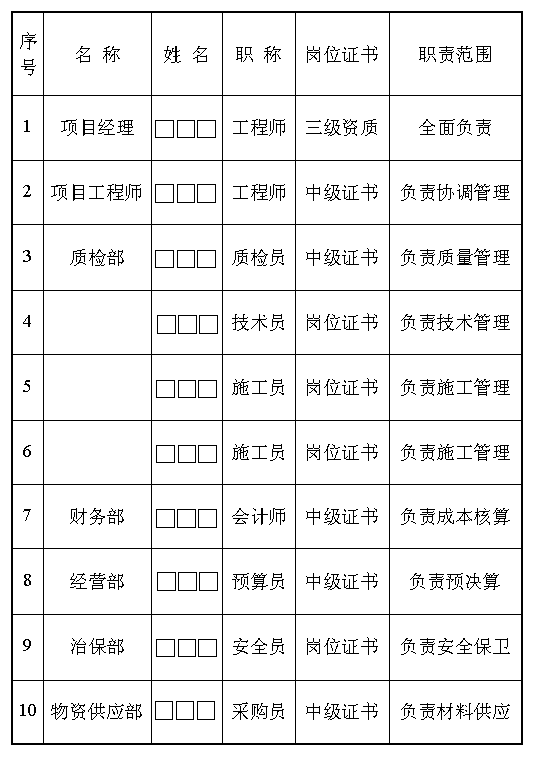 序号 名 称 姓 名 职 称 岗位证书 职责范围
1 项目经理 □□□ 工程师 三级资质 全面负责
2 项目工程师 □□□ 工程师 中级证书 负责协调管理
3 质检部 □□□ 质检员 中级证书 负责质量管理
4 □□□ 技术员 岗位证书 负责技术管理
5 □□□ 施工员 岗位证书 负责施工管理
6 □□□ 施工员 岗位证书 负责施工管理
7 财务部 □□□ 会计师 中级证书 负责成本核算
8 经营部 □□□ 预算员 中级证书 负责预决算
9 治保部 □□□ 安全员 岗位证书 负责安全保卫
10 物资供应部 □□□ 采购员 中级证书 负责材料供应